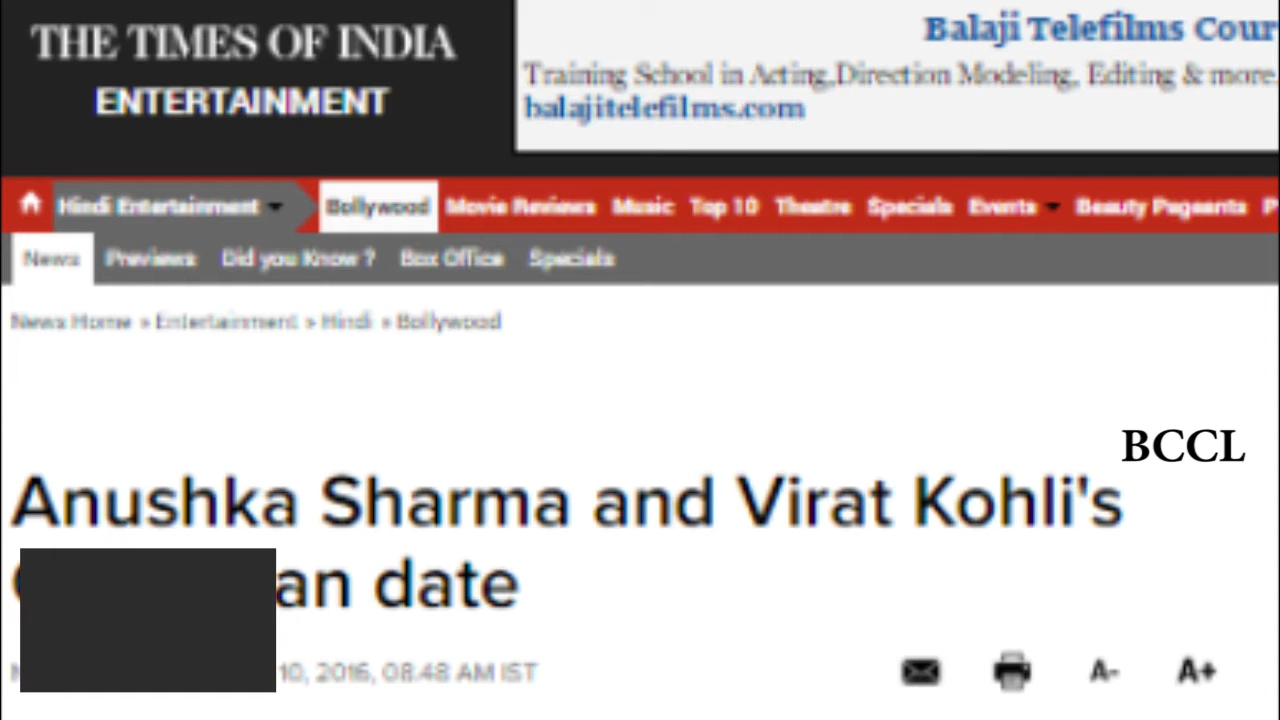 THE TIMES OF INDIA
ENTERTAINMENT
Balaji Telefilms Cour
Training School in Acting,Direction Modeling, Editing & more
balajitelefilms.com
Hindi Entertainment Bollywood Movie Reviews Music Top 10 Theatre Specials Events Beauty Pageants P
News Previews Did you Know ? Box Office Specials
News Home » Entertainment » Hindi » Bollywood
BCCL
Anushka Sharma and Virat Kohli's
an date
10, 2016, 08.48 AM IST
A- A+